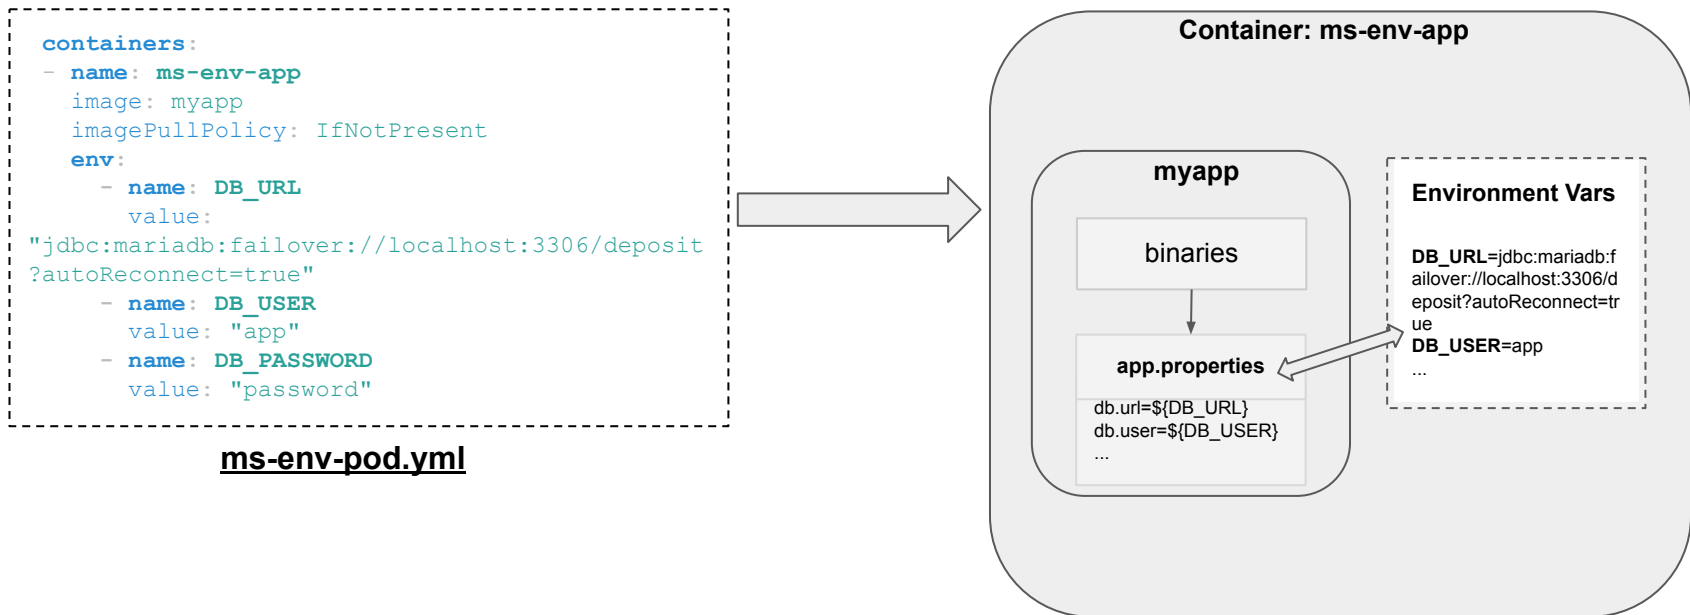 containers:
- name: ms-env-app
image: myapp
imagePullPolicy: IfNotPresent
env:
- name: DB_URL
value:
"jdbc:mariadb:failover://localhost:3306/deposit
?autoReconnect=true"
- name: DB_USER
value: "app"
- name: DB_PASSWORD
value: "password"
ms-env-pod.yml
Container: ms-env-app
myapp
binaries
app.properties
db.url=${DB_URL}
db.user=${DB_USER}
...
Environment Vars
DB_URL=jdbc:mariadb:f
ailover://localhost:3306/d
eposit?autoReconnect=tr
ue
DB_USER=app
...